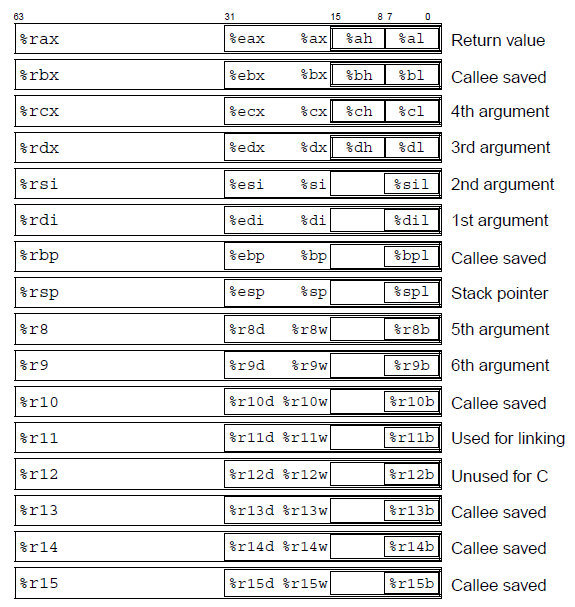 63 31 15 8 7 0
%rax %eax %ax %ah %al Return value
%rbx %ebx %bx %bh %bl Callee saved
%rcx %ecx %cx %ch %cl 4th argument
%rdx %edx %dx %dh %dl 3rd argument
%rsi %esi %si %sil 2nd argument
%rdi %edi %di %dil 1st argument
%rbp %ebp %bp %bpl Callee saved
%rsp %esp %sp %spl Stack pointer
%r8 %r8d %r8w %r8b 5th argument
%r9 %r9d %r9w %r9b 6th argument
%r10 %r10d %r10w %r10b Callee saved
%r11 %r11d %r11w %r11b Used for linking
%r12 %r12d %r12w %r12b Unused for C
%r13 %r13d %r13w %r13b Callee saved
%r14 %r14d %r14w %r14b Callee saved
%r15 %r15d %r15w %r15b Callee saved